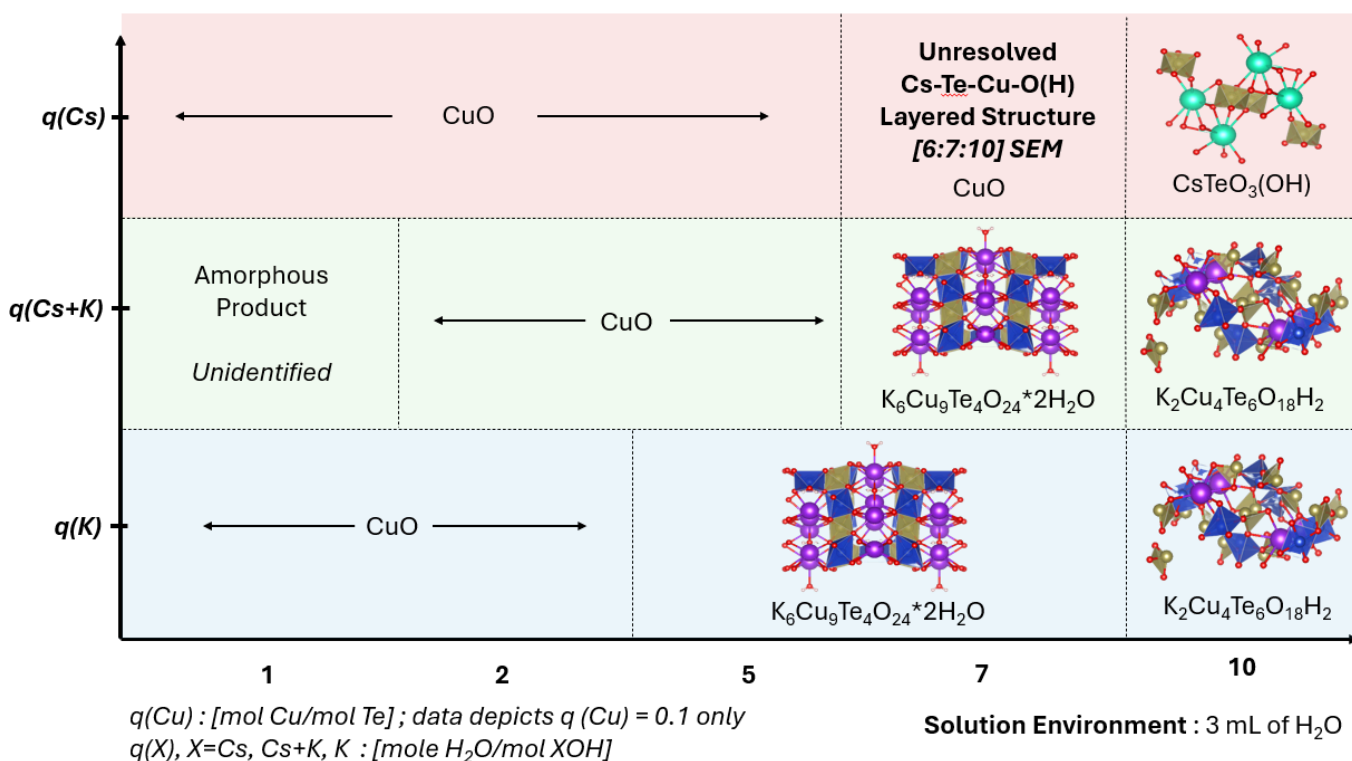 q(Cs)
CuO
Unresolved
Cs-Te-Cu-O(H)
Layered Structure
[6:7:10] SEM
CuO
CsTeO₃(OH)
q(Cs+K)
Amorphous
Product
Unidentified
CuO
K₆Cu₉Te₄O₂₄*2H₂O
K₂Cu₄Te₆O₁₈H₂
q(K)
CuO
K₆Cu₉Te₄O₂₄*2H₂O
K₂Cu₄Te₆O₁₈H₂
1 2 5 7 10
q(Cu) : [mol Cu/mol Te] ; data depicts q (Cu) = 0.1 only
q(X), X=Cs, Cs+K, K : [mole H₂O/mol XOH]
Solution Environment : 3 mL of H₂O